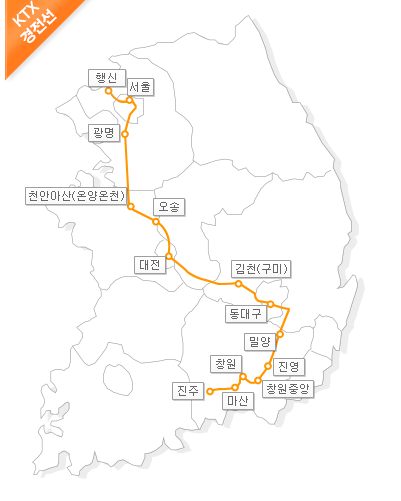 KTX
경전선
행신
서울
광명
천안아산(온양온천)
오송
대전
김천(구미)
동대구
밀양
창원
진영
진주
창원중앙
마산